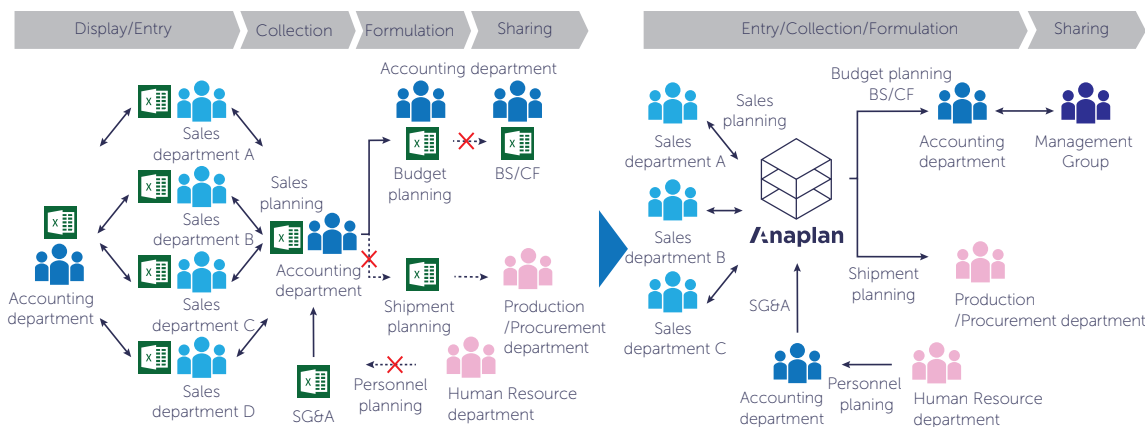 Display/Entry
Collection
Formulation
Sharing
Entry/Collection/Formulation
Sharing
Accounting department
Sales
department A
Sales
department B
Sales
department C
Sales
department D
Accounting
department
Sales
planning
Accounting
department
Budget
planning
BS/CF
Shipment
planning
Production
/Procurement
department
Personnel
planning
Human Resource
department
SG&A
Sales
department A
Sales
department B
Sales
department C
Sales
planning
Anaplan
Budget planning
BS/CF
Accounting
department
Management
Group
Shipment
planning
Production
/Procurement department
SG&A
Accounting
department
Personnel
planing
Human Resource
department